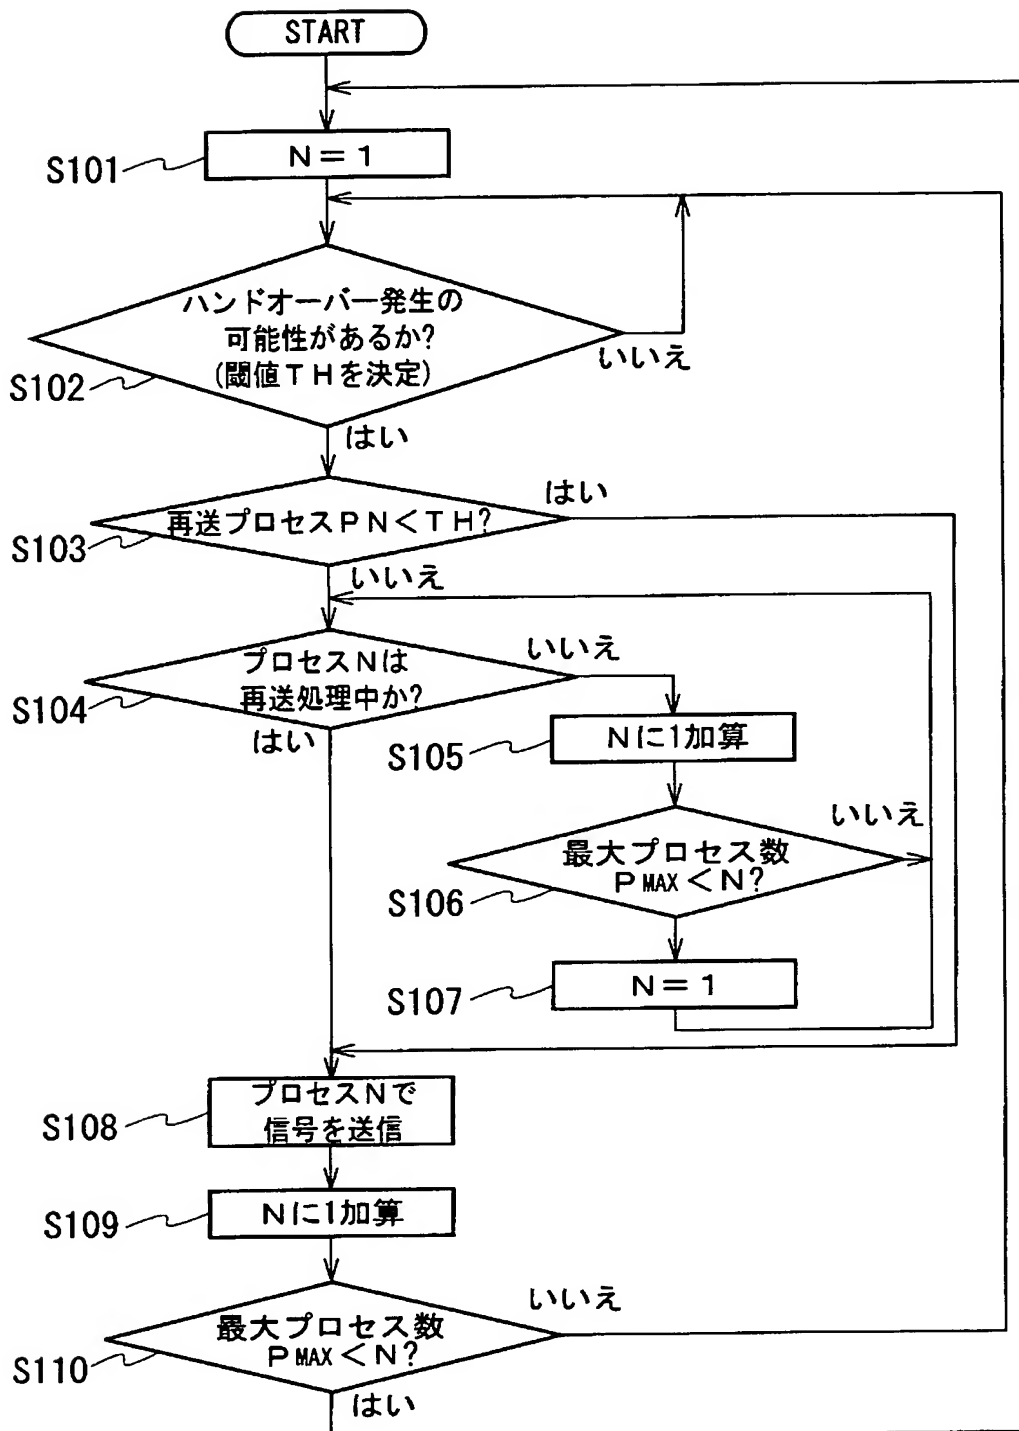 START
S101
N=1
ハンドオーバー発生の
可能性があるか?
(閾値THを決定)
S102
いいえ
はい
再送プロセスPN<TH?
S103
はい
いいえ
プロセスNは
再送処理中か?
S104
いいえ
はい
S105
Nに1加算
最大プロセス数
PMAX<N?
S106
いいえ
S107
N=1
プロセスNで
信号を送信
S108
S109
Nに1加算
最大プロセス数
PMAX<N?
S110
いいえ
はい